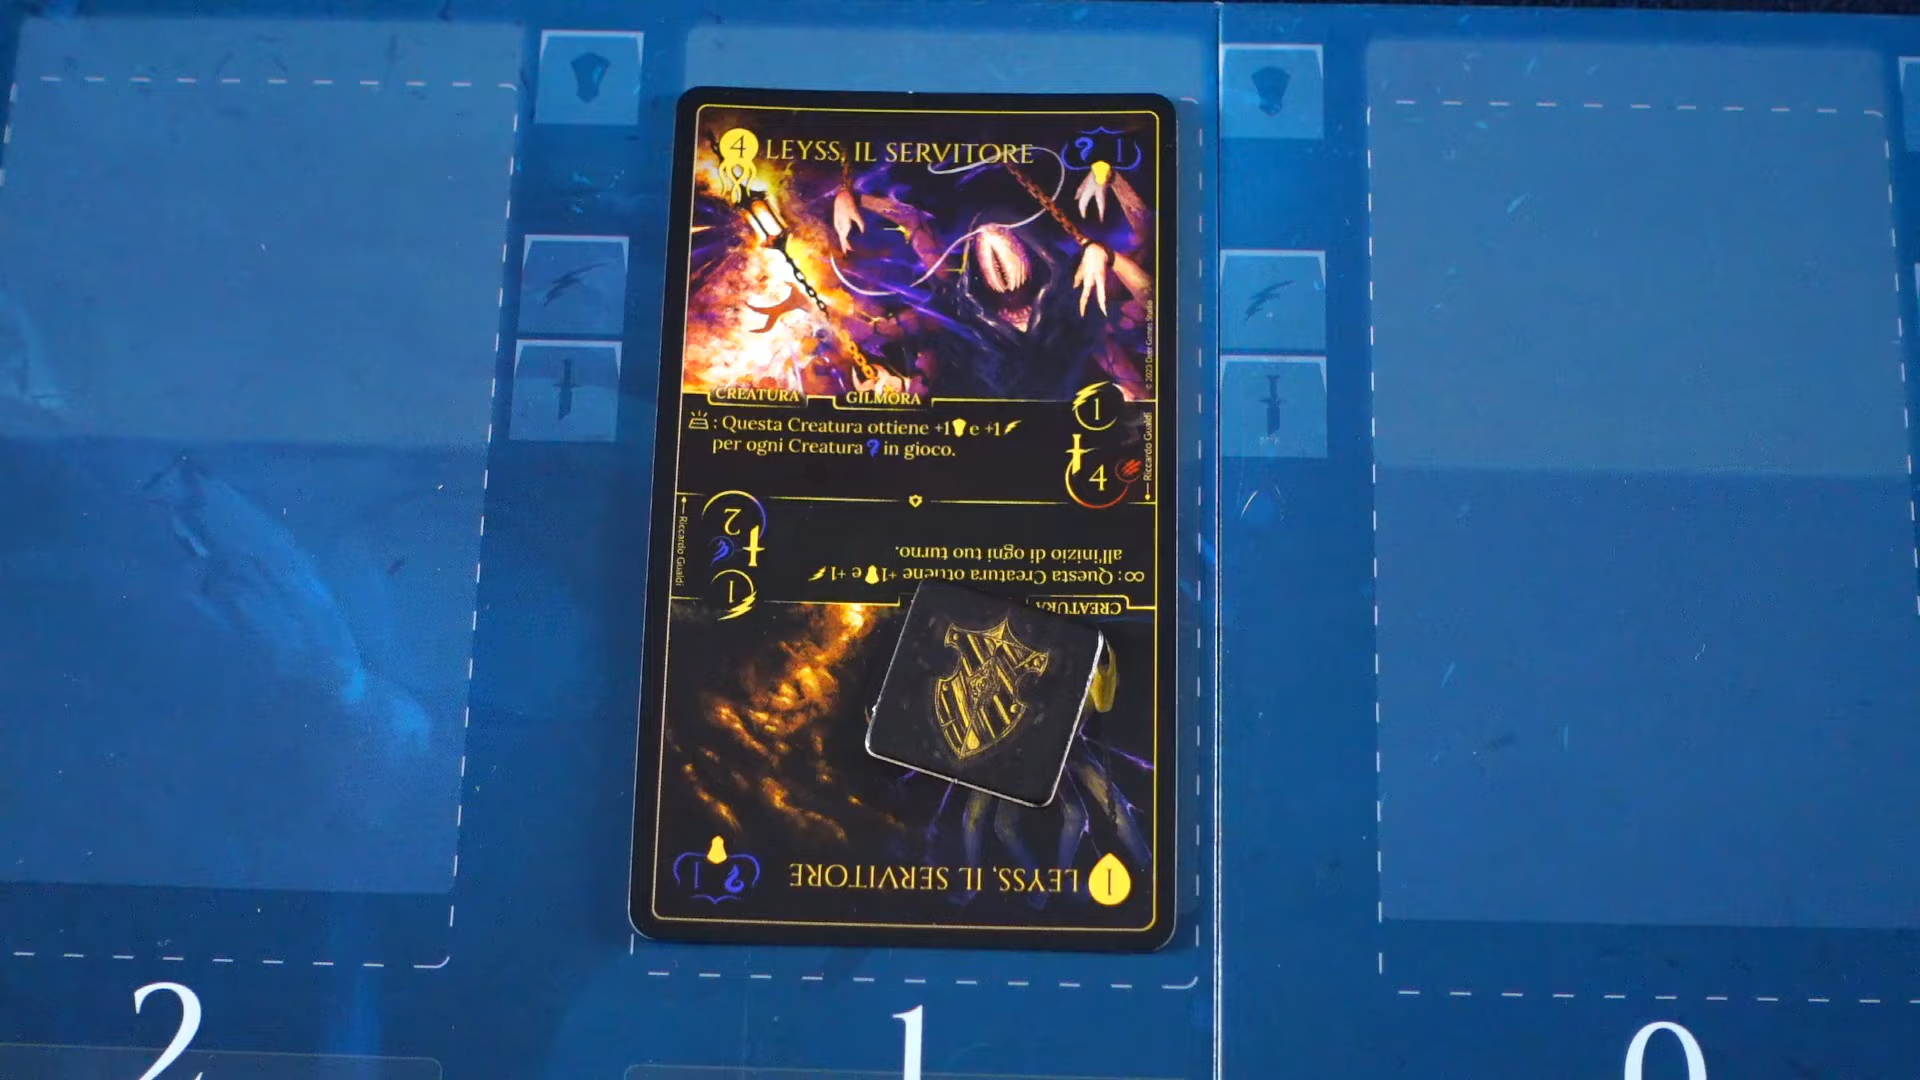 4 LEYSS, IL SERVITORE ? 1
© 2023 Deer Games Studio
CREATURA GILMORA
: Questa Creatura ottiene +1 e +1
per ogni Creatura ? in gioco.
1
4
Riccardo Gualdi
1 LEYSS, IL SERVITORE ? 1
CREATURA
∞: Questa Creatura ottiene +1 e +1
all'inizio di ogni tuo turno.
1
2
Riccardo Gualdi
2 1 0